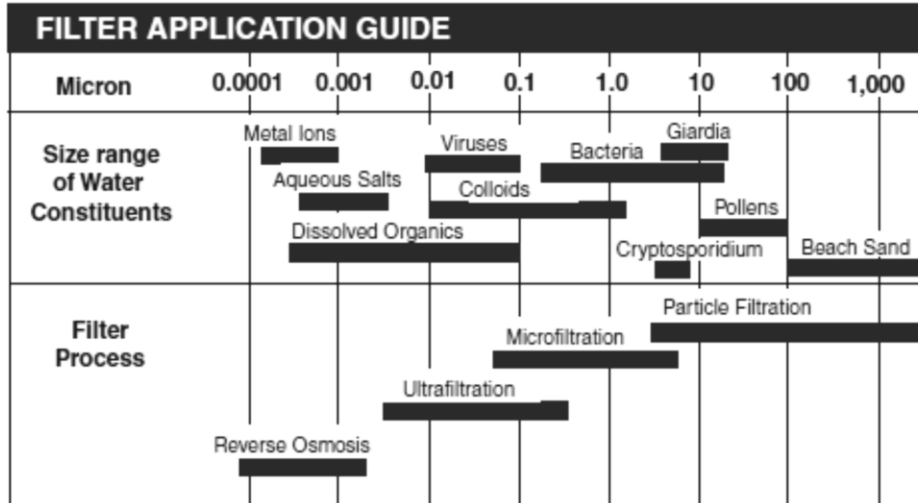 FILTER APPLICATION GUIDE
Micron 0.0001 0.001 0.01 0.1 1.0 10 100 1,000
Size range
of Water
Constituents
Metal Ions
Viruses
Giardia
Bacteria
Aqueous Salts
Colloids
Pollens
Dissolved Organics
Cryptosporidium
Beach Sand
Filter
Process
Particle Filtration
Microfiltration
Ultrafiltration
Reverse Osmosis